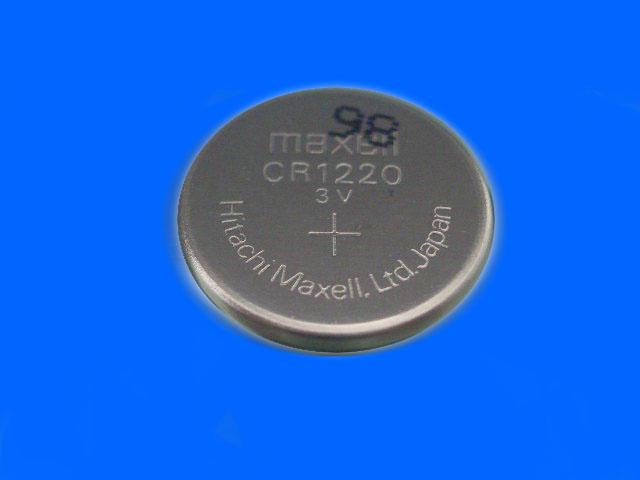 98
maxell
CR1220
3V
+
Hitachi Maxell, Ltd. Japan